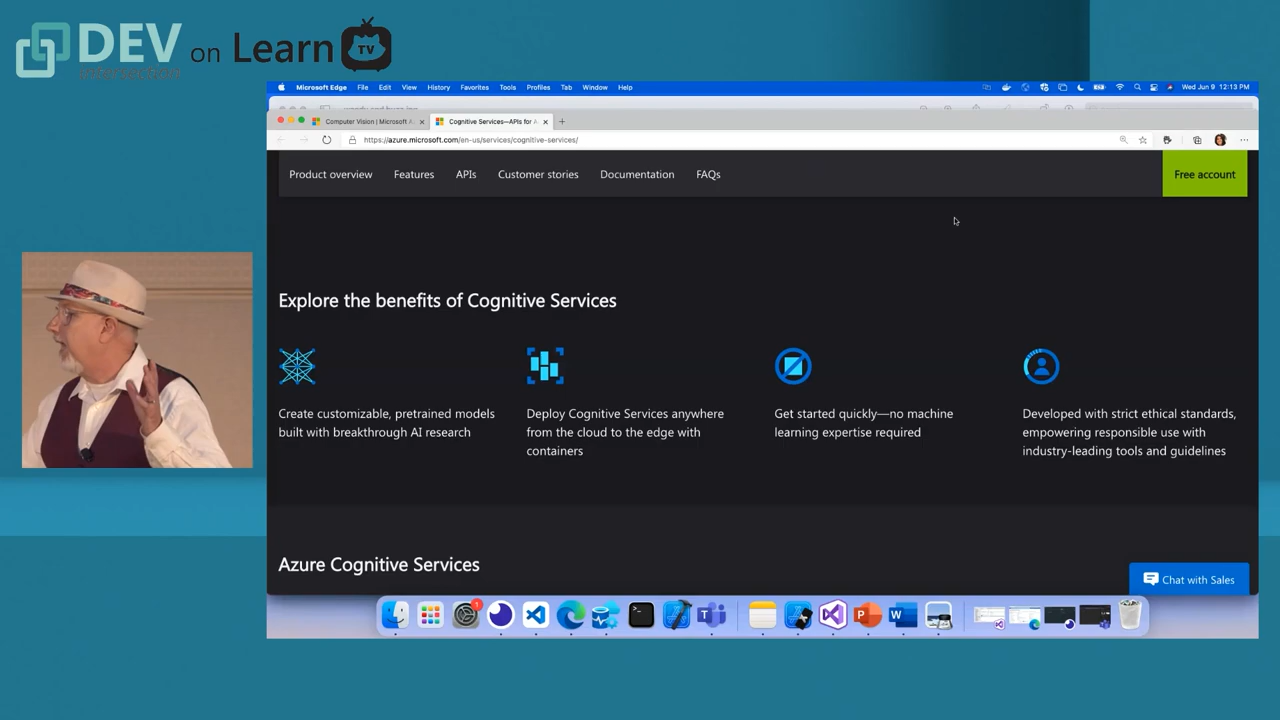 DEV on Learn TV
intersection
Microsoft Edge File Edit View History Favorites Tools Profiles Tab Window Help
Wed Jun 9 12:13 PM
Computer Vision | Microsoft A
Cognitive Services—APIs for A
https://azure.microsoft.com/en-us/services/cognitive-services/
Product overview Features APIs Customer stories Documentation FAQs Free account
Explore the benefits of Cognitive Services
Create customizable, pretrained models
built with breakthrough AI research
Deploy Cognitive Services anywhere
from the cloud to the edge with
containers
Get started quickly—no machine
learning expertise required
Developed with strict ethical standards,
empowering responsible use with
industry-leading tools and guidelines
Azure Cognitive Services
Chat with Sales